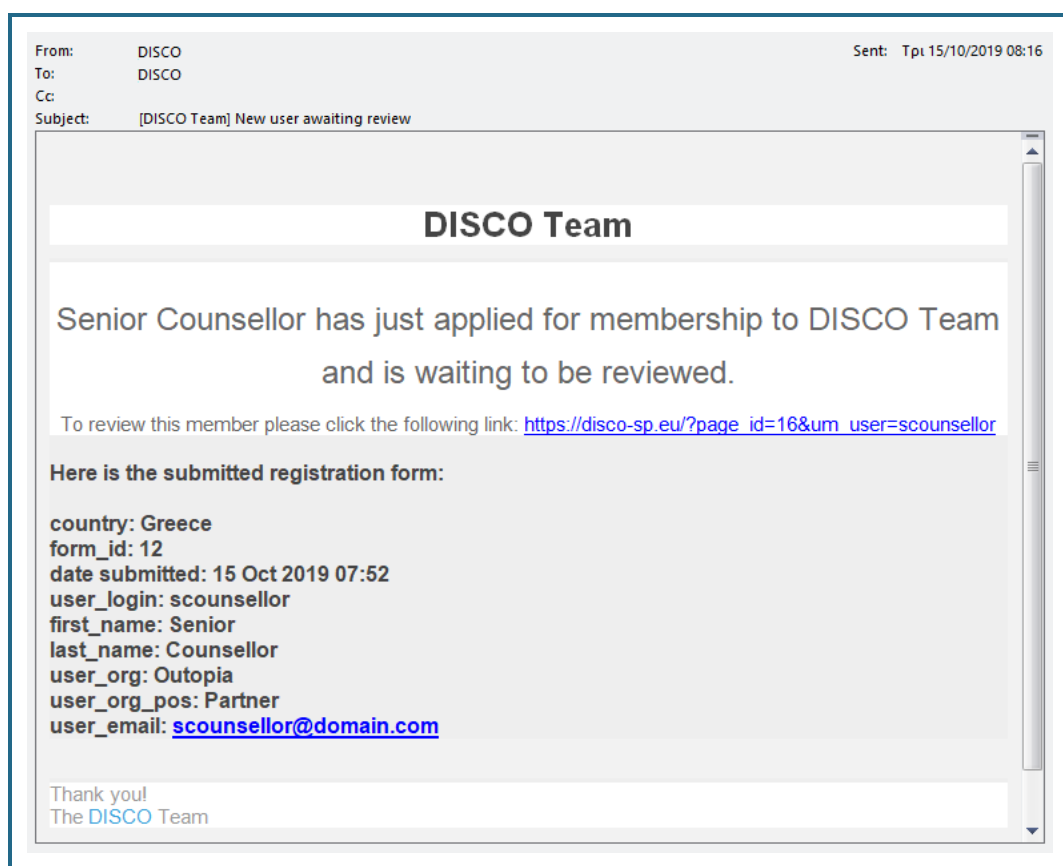 From: DISCO Sent: Τρι 15/10/2019 08:16
To: DISCO
Cc:
Subject: [DISCO Team] New user awaiting review
DISCO Team
Senior Counsellor has just applied for membership to DISCO Team
and is waiting to be reviewed.
To review this member please click the following link: https://disco-sp.eu/?page_id=16&um_user=scounsellor
Here is the submitted registration form:
country: Greece
form_id: 12
date submitted: 15 Oct 2019 07:52
user_login: scounsellor
first_name: Senior
last_name: Counsellor
user_org: Outopia
user_org_pos: Partner
user_email: scounsellor@domain.com
Thank you!
The DISCO Team